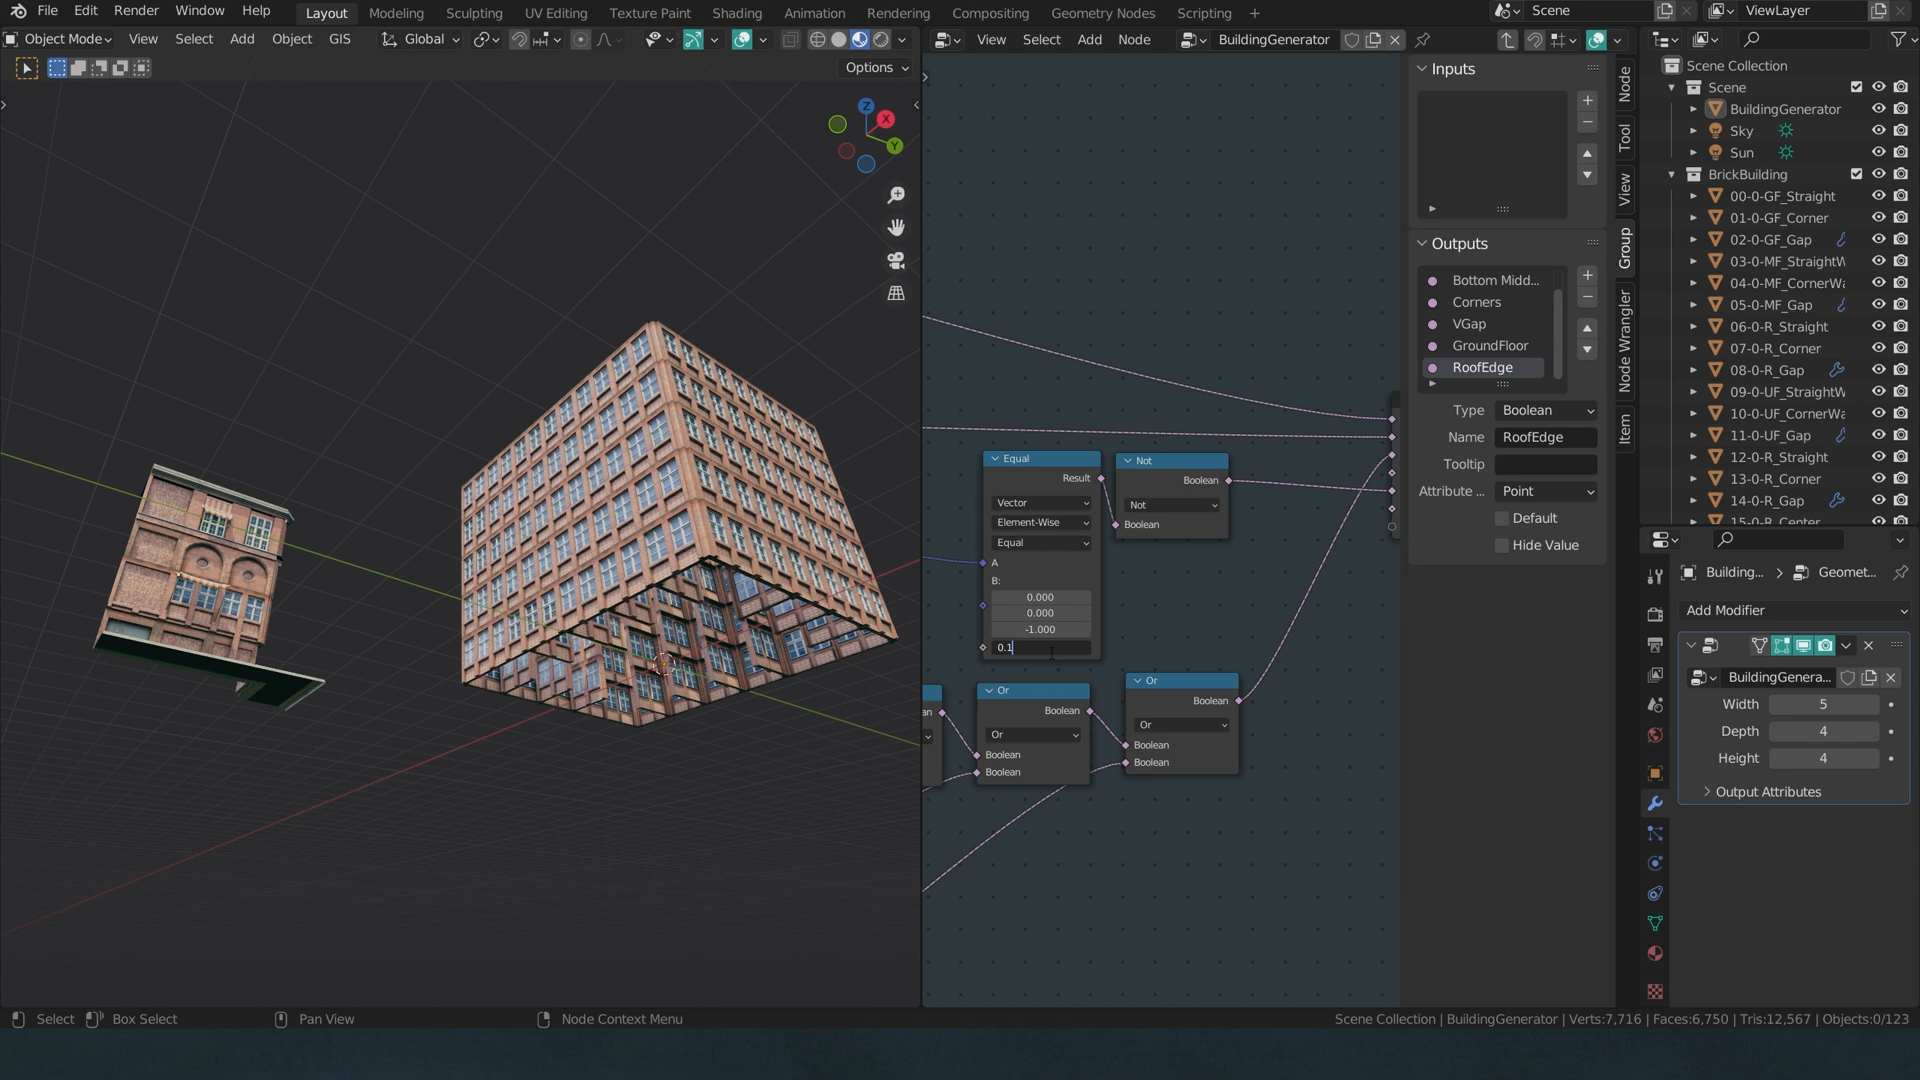 File Edit Render Window Help Layout Modeling Sculpting UV Editing Texture Paint Shading Animation Rendering Compositing Geometry Nodes Scripting + Scene ViewLayer
Object Mode View Select Add Object GIS Global View Select Add Node BuildingGenerator
Options
Z
X
Y
Equal
Result
Vector
Element-Wise
Equal
A
B:
0.000
0.000
-1.000
0.1
Not
Boolean
Not
Boolean
an
Or
Boolean
Or
Boolean
Boolean
Or
Boolean
Or
Boolean
Boolean
Inputs
Outputs
Bottom Midd...
Corners
VGap
GroundFloor
RoofEdge
Type Boolean
Name RoofEdge
Tooltip
Attribute ... Point
Default
Hide Value
Node
Tool
View
Group
Node Wrangler
Item
Scene Collection
Scene
BuildingGenerator
Sky
Sun
BrickBuilding
00-0-GF_Straight
01-0-GF_Corner
02-0-GF_Gap
03-0-MF_StraightW
04-0-MF_CornerWa
05-0-MF_Gap
06-0-R_Straight
07-0-R_Corner
08-0-R_Gap
09-0-UF_StraightW
10-0-UF_CornerWa
11-0-UF_Gap
12-0-R_Straight
13-0-R_Corner
14-0-R_Gap
15-0-R_Center
Building... > Geomet...
Add Modifier
BuildingGenera...
Width 5
Depth 4
Height 4
Output Attributes
Select Box Select Pan View Node Context Menu Scene Collection | BuildingGenerator | Verts:7,716 | Faces:6,750 | Tris:12,567 | Objects:0/123